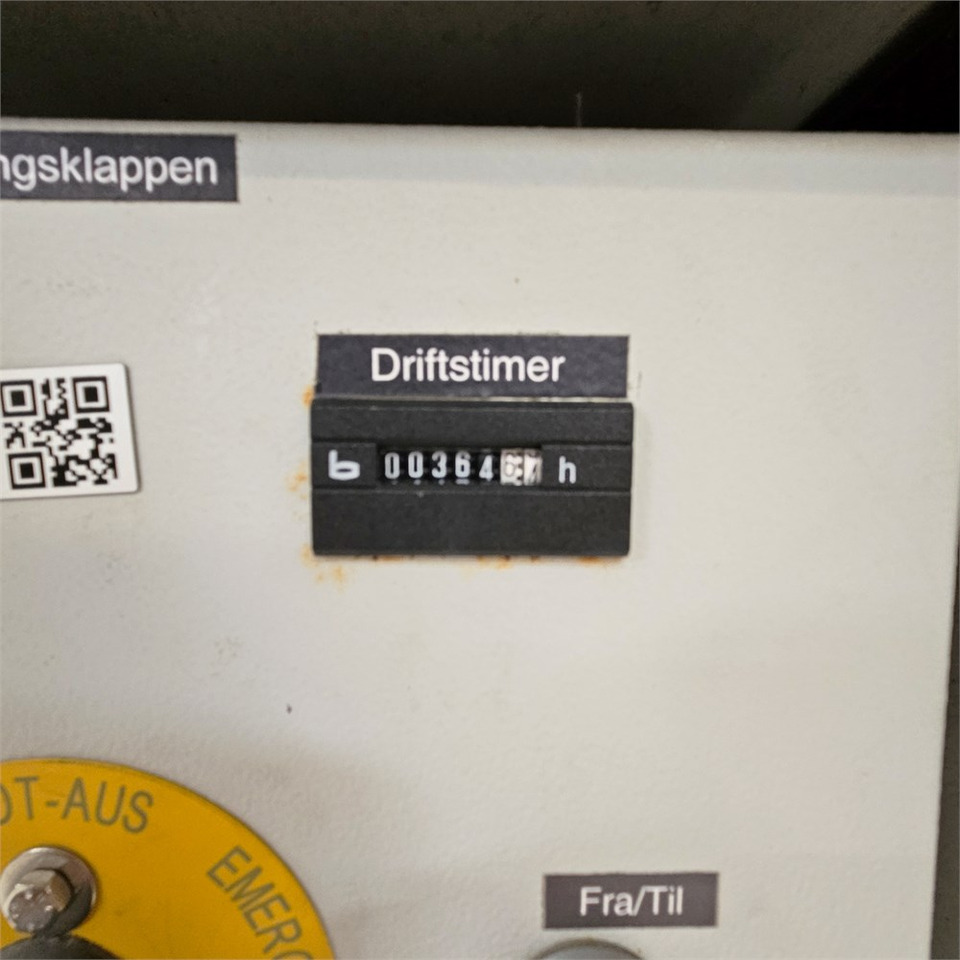 ngsklappen
Driftstimer
00364 h
OT-AUS
EMERG
Fra/Til